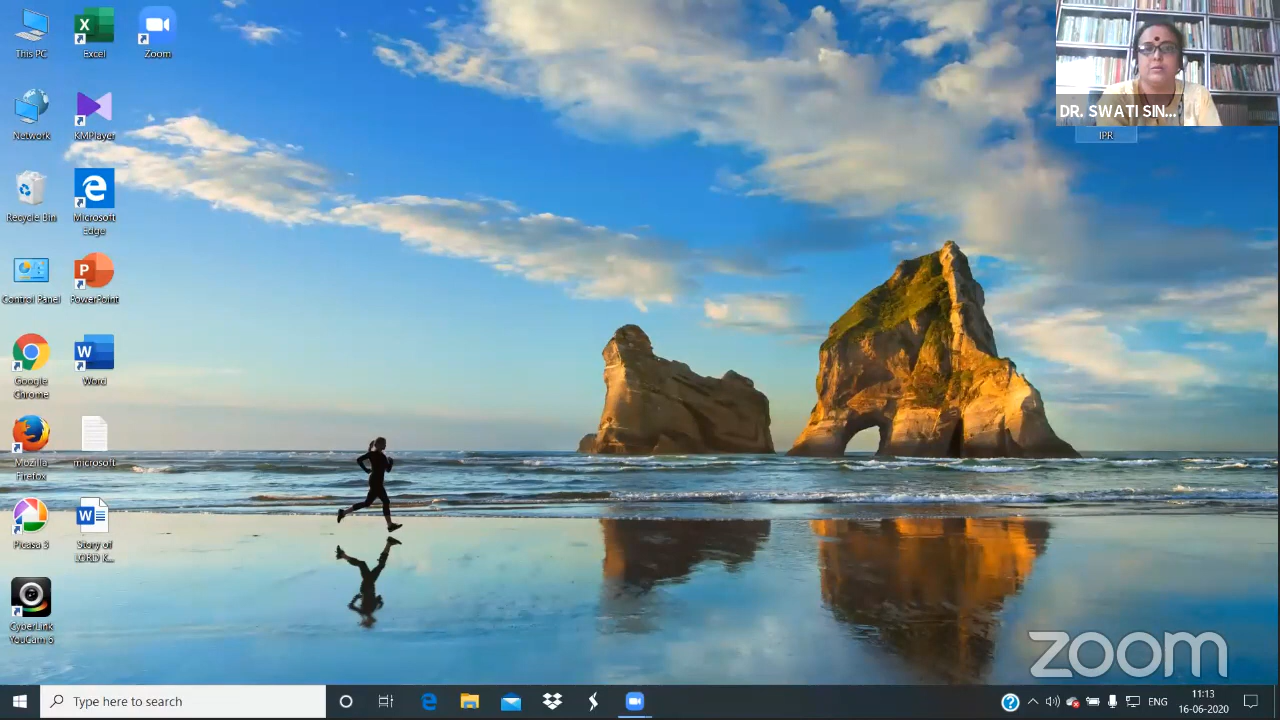 This PC
Excel
Zoom
DR. SWATI SIN...
IPR
Network
KMPlayer
Recycle Bin
Microsoft
Edge
Control Panel
PowerPoint
Google
Chrome
Word
Mozilla
Firefox
microsoft
Picasa 3
Story of
LORD K...
CyberLink
YouCam 5
zoom
Type here to search
ENG
11:13
16-06-2020